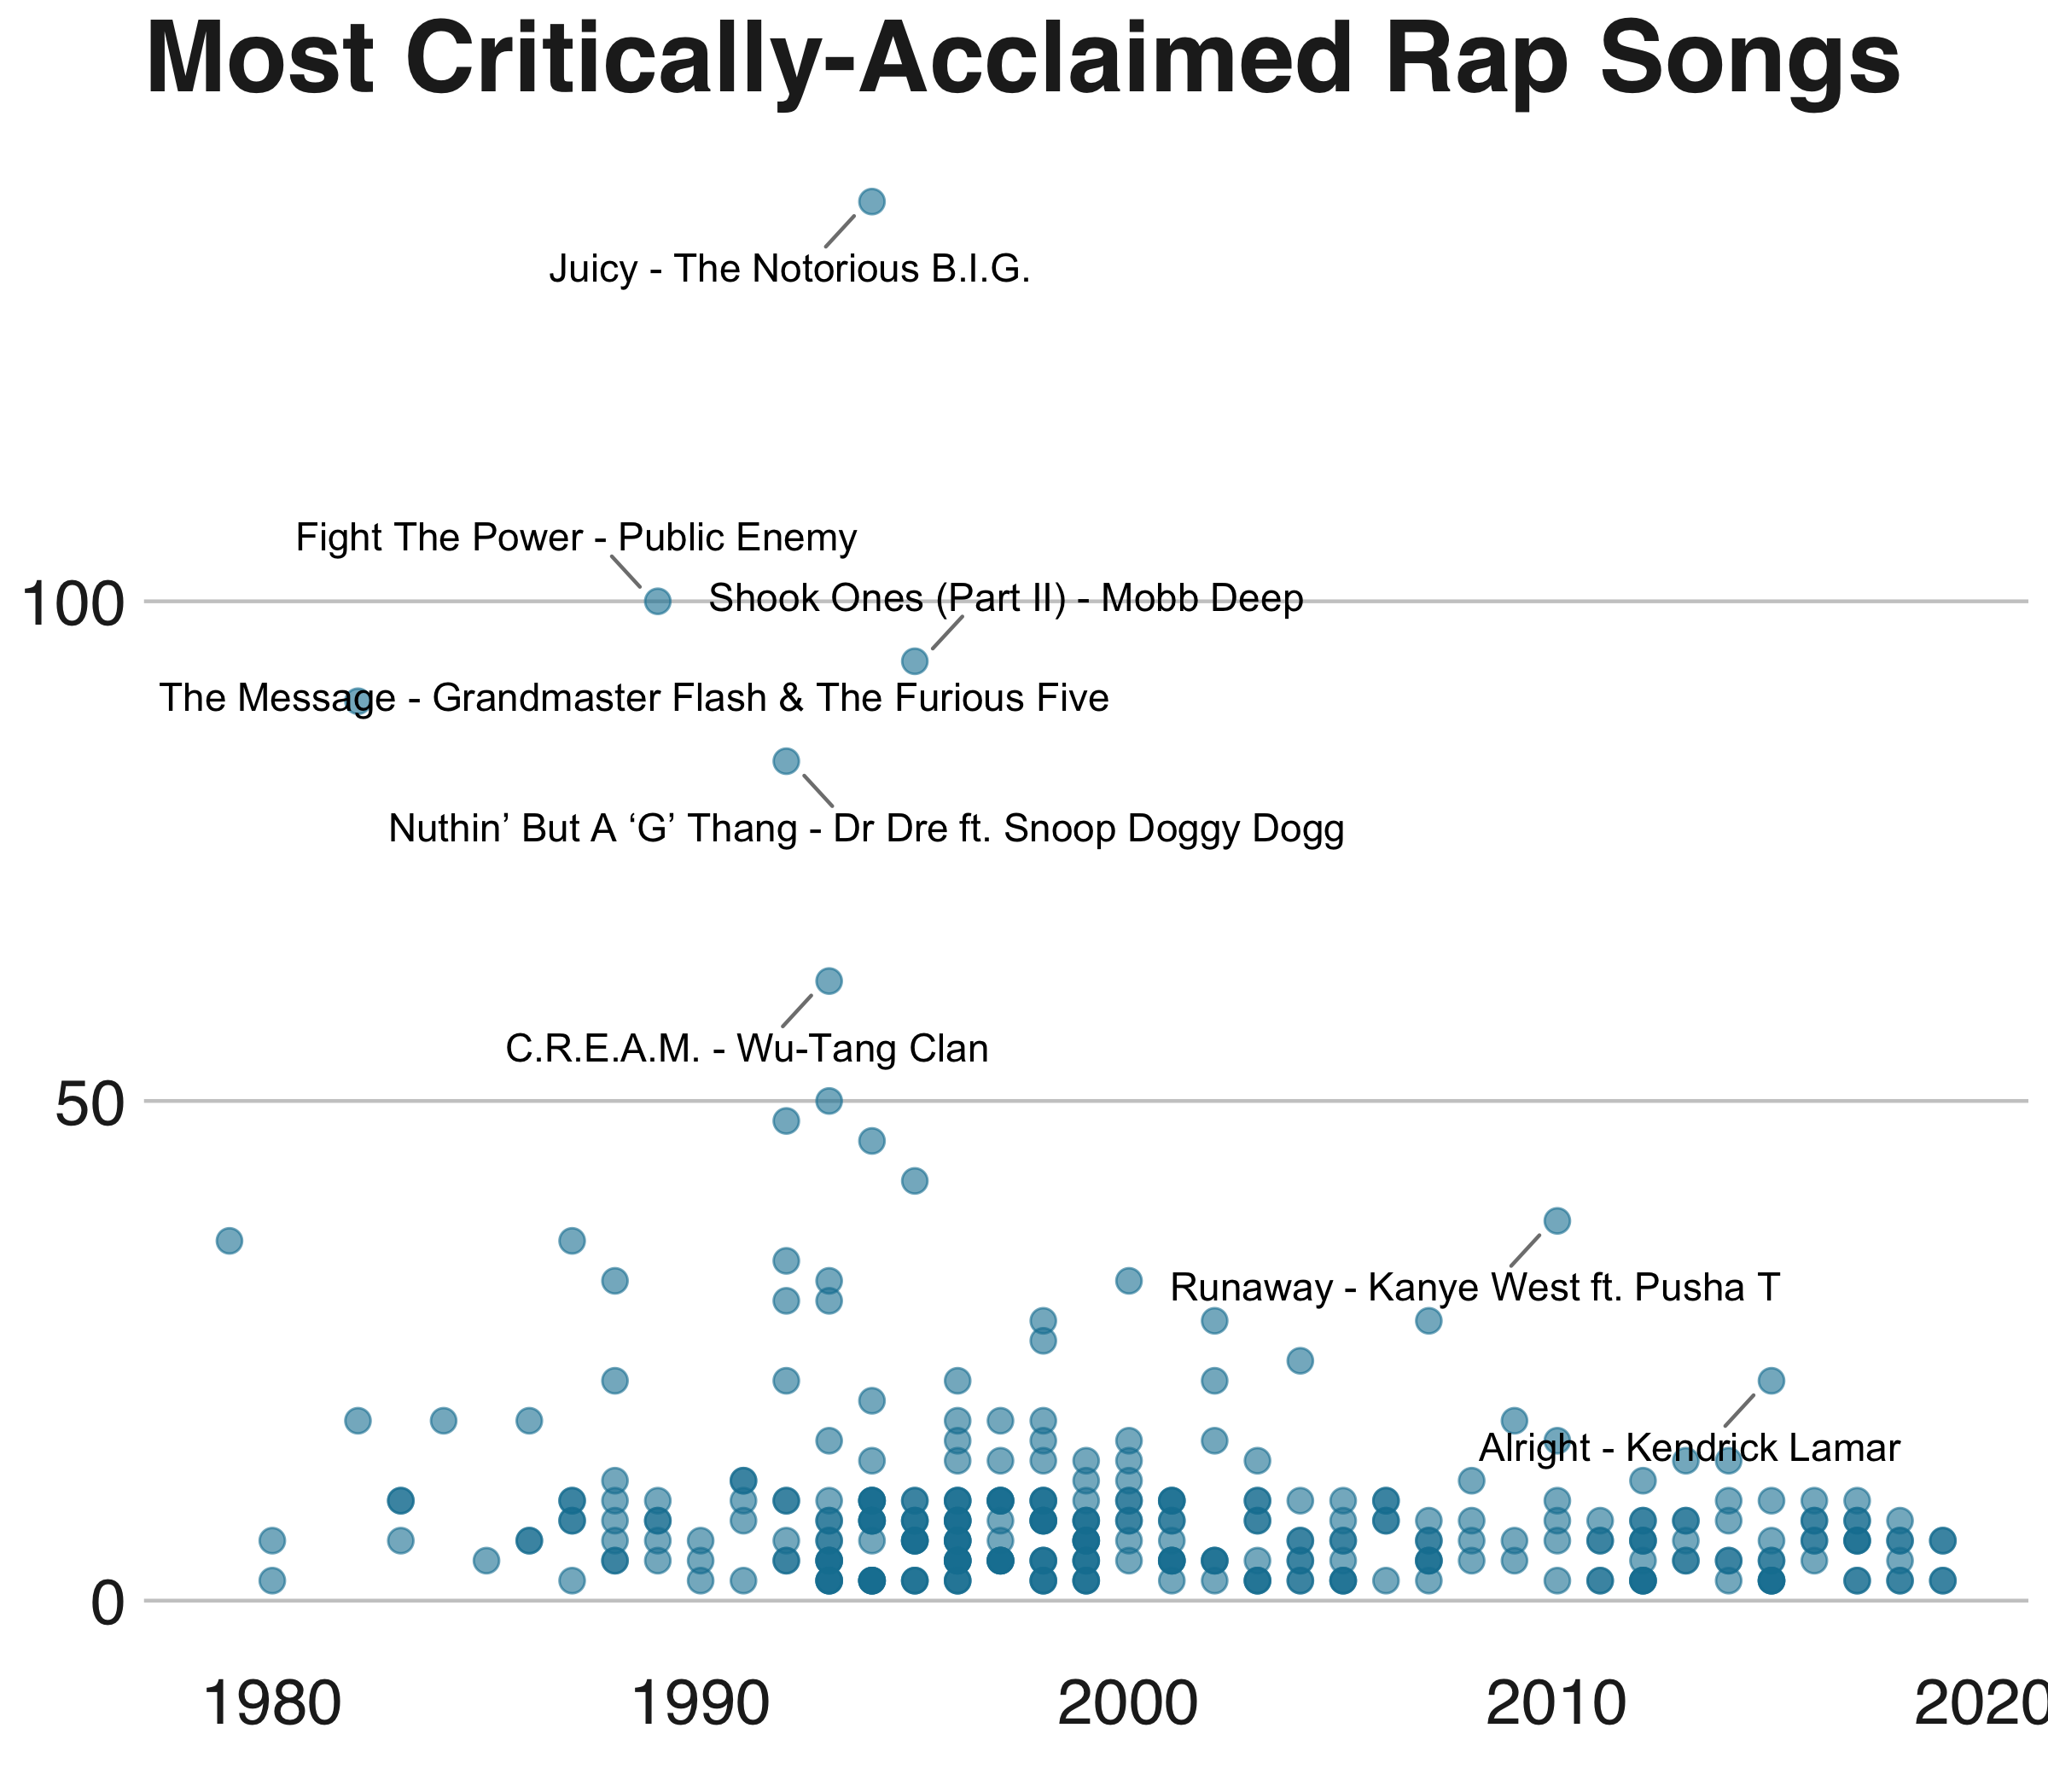 Most Critically-Acclaimed Rap Songs
Juicy - The Notorious B.I.G.
Fight The Power - Public Enemy
100
Shook Ones (Part II) - Mobb Deep
The Message - Grandmaster Flash & The Furious Five
Nuthin’ But A ‘G’ Thang - Dr Dre ft. Snoop Doggy Dogg
C.R.E.A.M. - Wu-Tang Clan
50
Runaway - Kanye West ft. Pusha T
Alright - Kendrick Lamar
0
1980 1990 2000 2010 2020